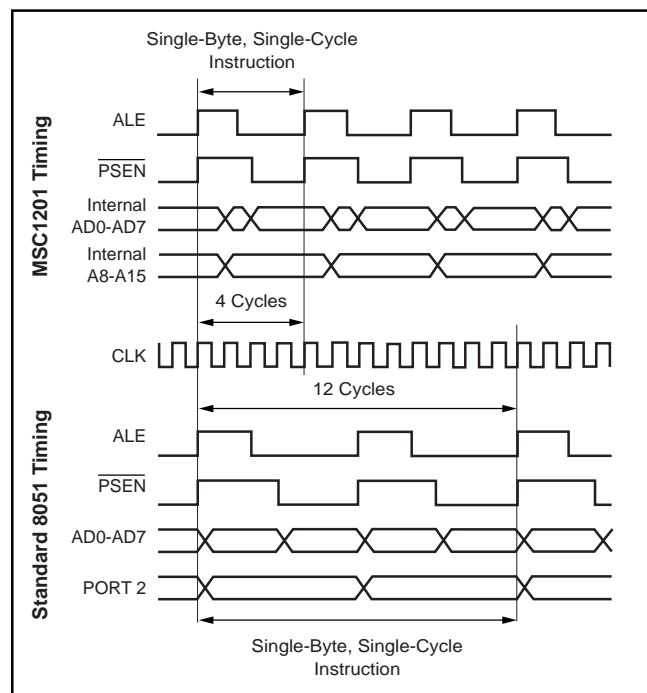 Single-Byte, Single-Cycle
Instruction
MSC1201 Timing
ALE
PSEN
Internal
AD0-AD7
Internal
A8-A15
4 Cycles
CLK
12 Cycles
Standard 8051 Timing
ALE
PSEN
AD0-AD7
PORT 2
Single-Byte, Single-Cycle
Instruction